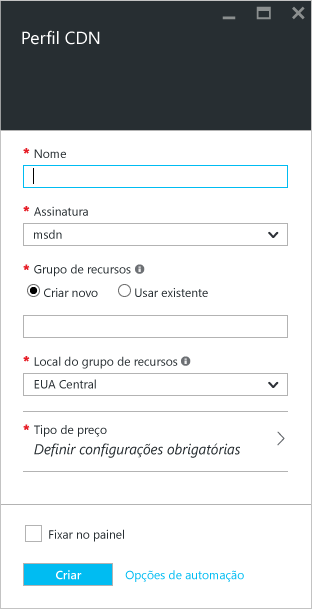 Perfil CDN
* Nome
* Assinatura
msdn
* Grupo de recursos
Criar novo Usar existente
* Local do grupo de recursos
EUA Central
* Tipo de preço
Definir configurações obrigatórias
Fixar no painel
Criar Opções de automação